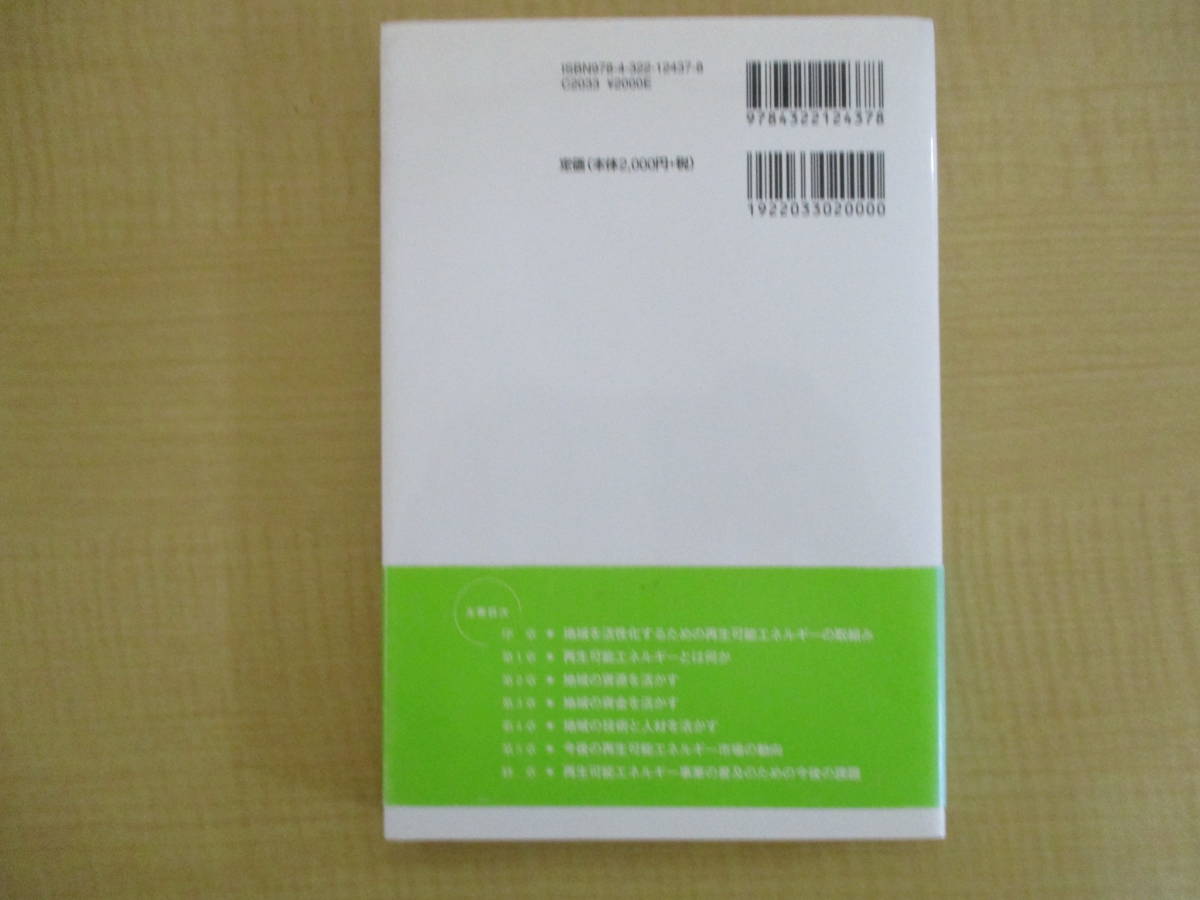 ISBN978-4-322-12437-8
C2033 ¥2000E
9784322124378
定価(本体2,000円+税)
1922033020000
主要目次
序 章 ● 地域を活性化するための再生可能エネルギーの取組み
第1章 ● 再生可能エネルギーとは何か
第2章 ● 地域の資源を活かす
第3章 ● 地域の資金を活かす
第4章 ● 地域の技術と人材を活かす
第5章 ● 今後の再生可能エネルギー市場の動向
終 章 ● 再生可能エネルギー事業の普及のための今後の課題